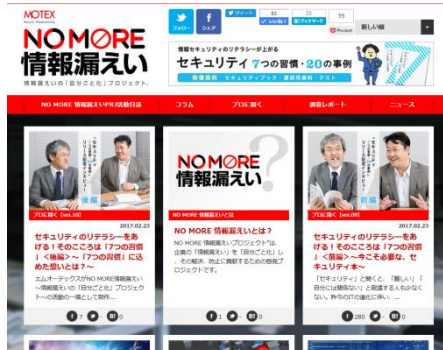 MOTEX
NO MORE
情報漏えい
情報漏えいの「自分ごと化」プロジェクト。
フォロー
シェア
ツイート
いいね!
ブックマーク
Pocket
新しい順
情報セキュリティのリテラシーが上がる
セキュリティ 7つの習慣・20の事例
NO MORE 情報漏えいPRJ活動日誌
コラム
プロに聞く
調査レポート
ニュース
後編
プロに聞く [vol.10]
2017.02.23
セキュリティのリテラシーをあ
げる!そのこころは「7つの習慣
」<後編>~「7つの習慣」に込
めた想いとは?~
エムオーテックスがNO MORE情報漏えい
~情報漏えいの「自分ごと化」プロジェク
ト~の活動の一環として制作...
7
0
NO MORE
情報漏えい
?
NO MORE 情報漏えいとは
NO MORE 情報漏えいとは?
NO MORE 情報漏えいプロジェクト"は、
企業の「情報漏えい」を「自分ごと化」し
、その解決、防止に貢献するための啓発プ
ロジェクトです。
1
0
前編
プロに聞く [vol.09]
2017.02.23
セキュリティのリテラシーをあ
げる!そのこころは「7つの習慣
」<前編>~今こそ必要な、セ
キュリティ本~
「セキュリティ」と聞くと、「難しい」「
自分には関係ない」と敬遠する人も少なく
ない。昨今のITの進化に伴い、...
280
0